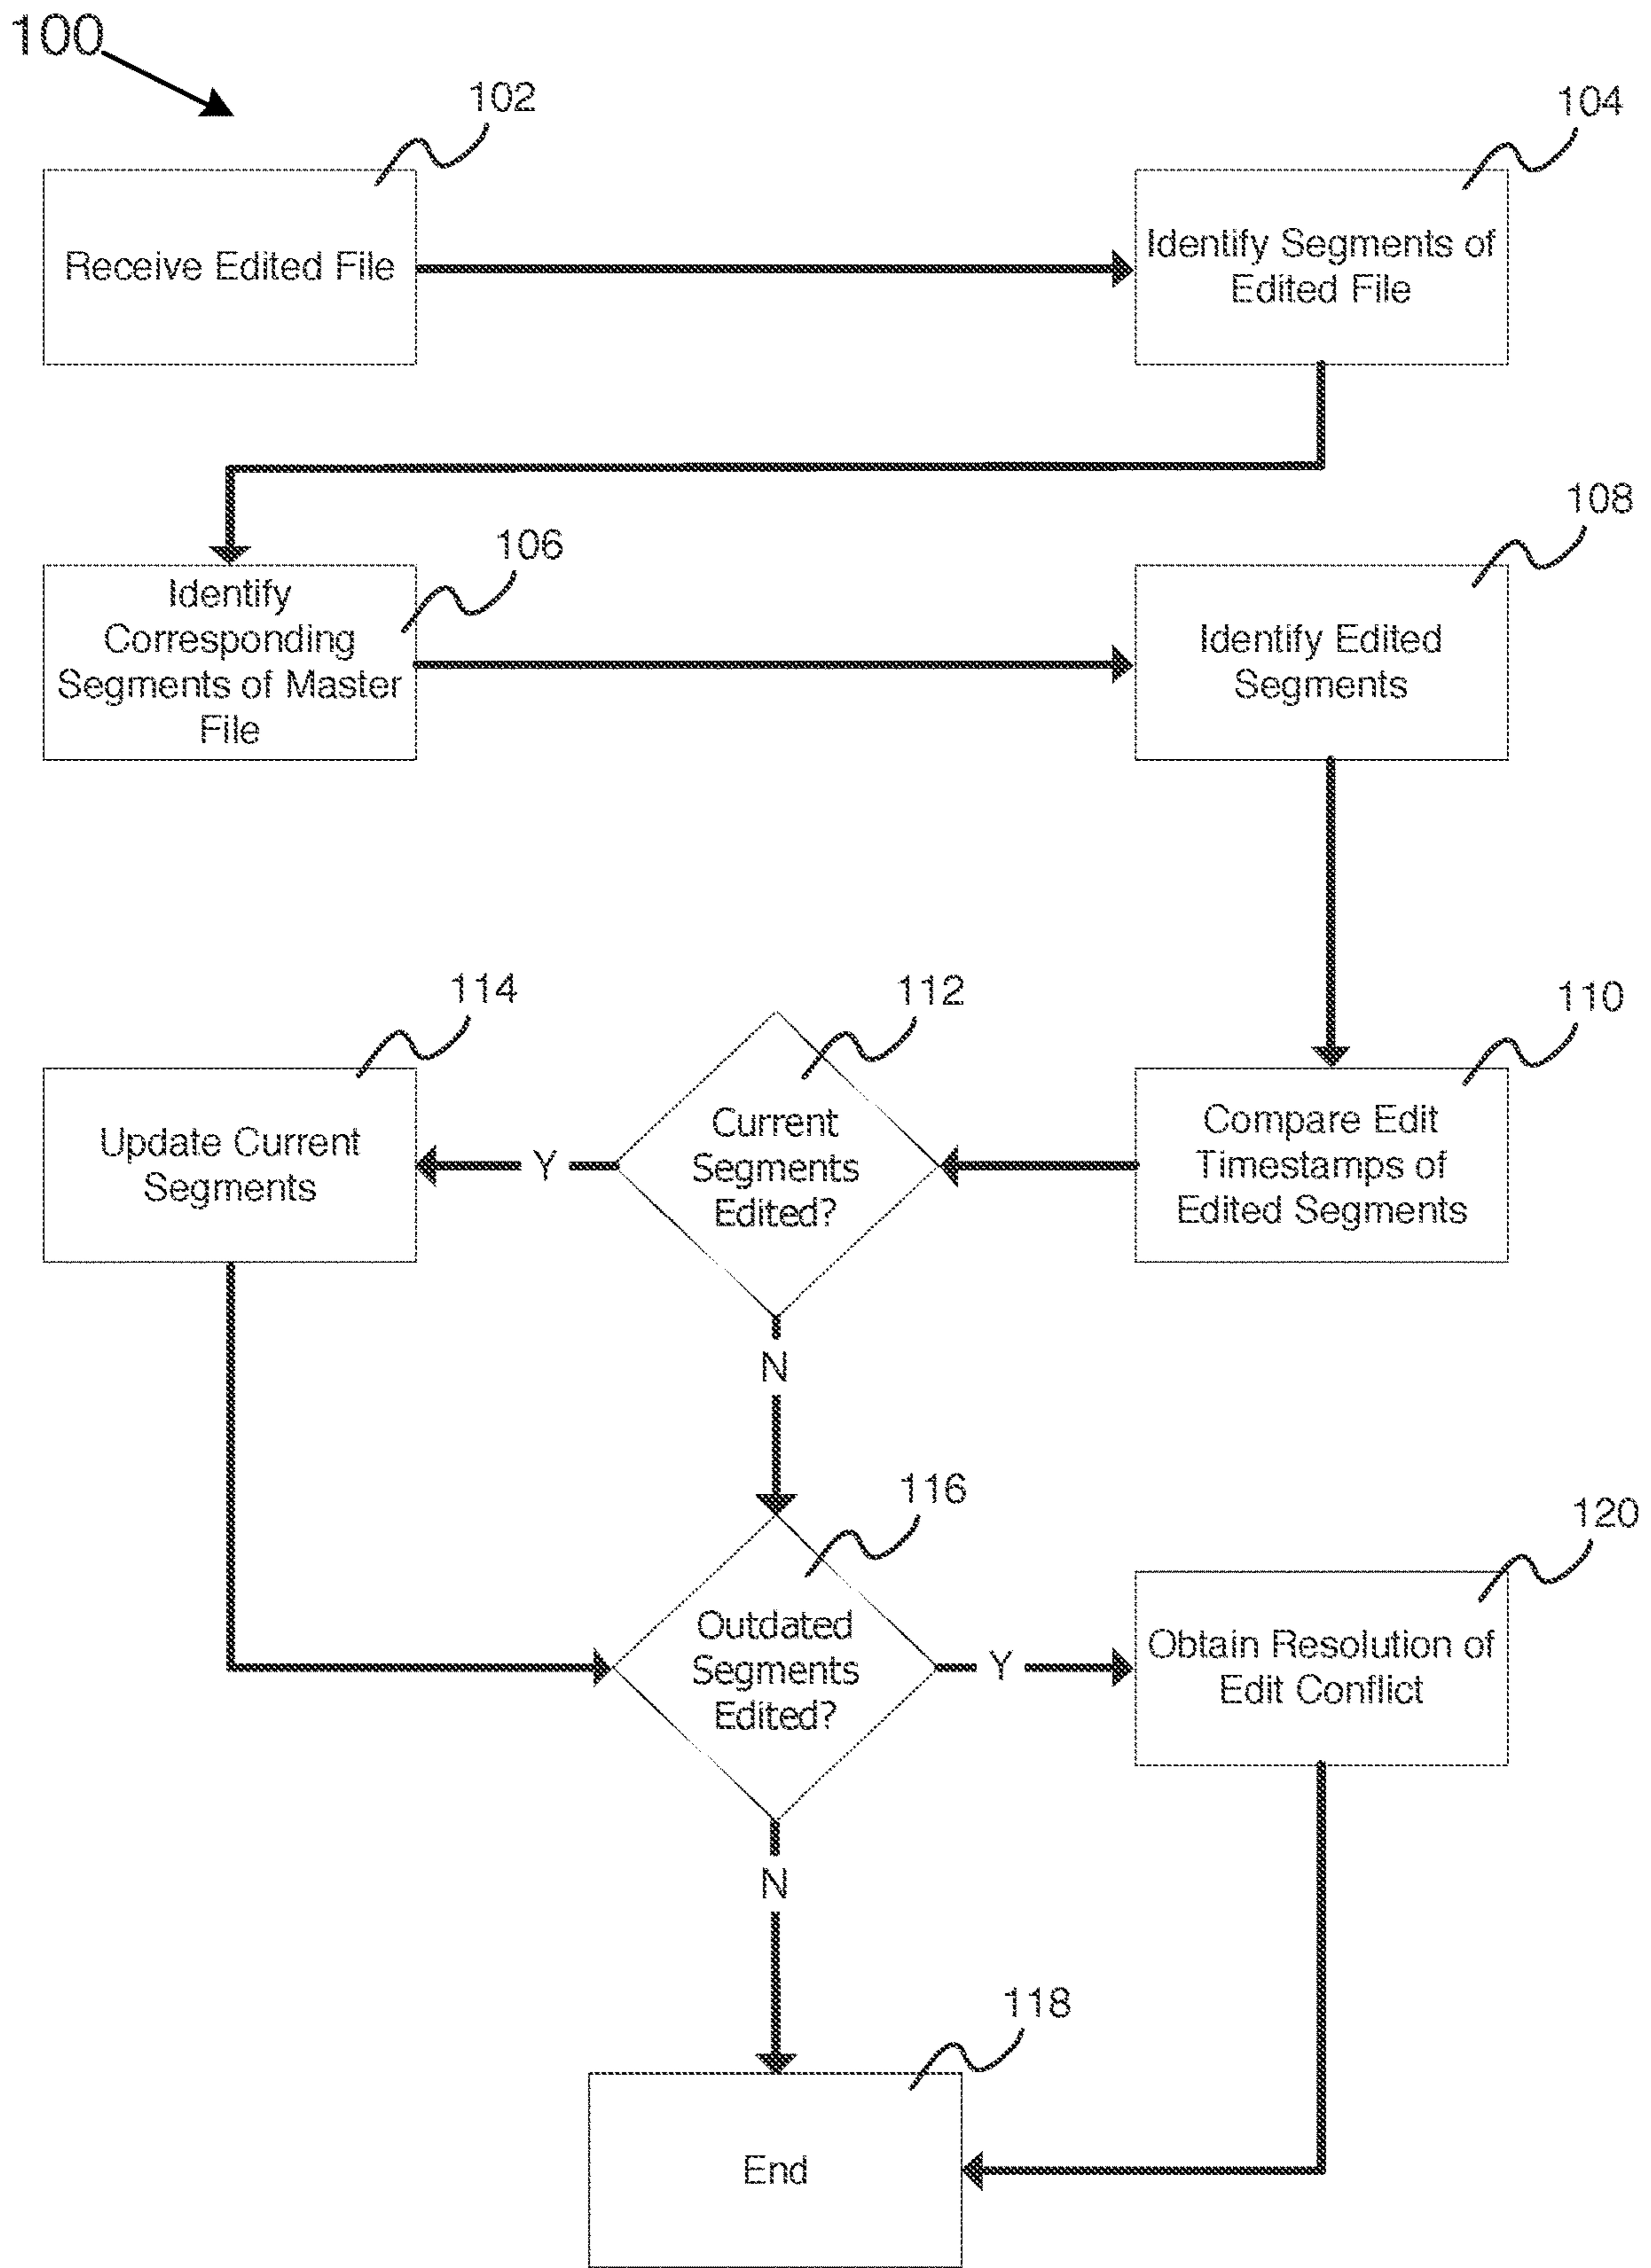 100
102
Receive Edited File
104
Identify Segments of
Edited File
106
Identify
Corresponding
Segments of Master
File
108
Identify Edited
Segments
110
Compare Edit
Timestamps of
Edited Segments
112
Current
Segments
Edited?
Y
114
Update Current
Segments
N
116
Outdated
Segments
Edited?
Y
120
Obtain Resolution of
Edit Conflict
N
118
End